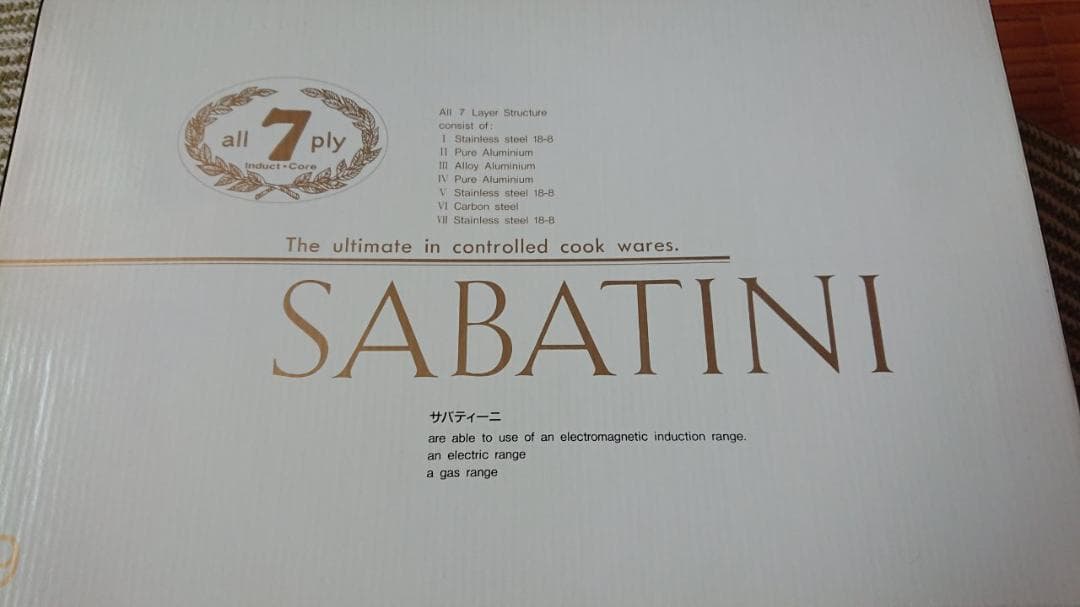 all 7 ply
Induct•Core
All 7 Layer Structure
consist of:
I Stainless steel 18-8
II Pure Aluminium
III Alloy Aluminium
IV Pure Aluminium
V Stainless steel 18-8
VI Carbon steel
VII Stainless steel 18-8
The ultimate in controlled cook wares.
SABATINI
サバティーニ
are able to use of an electromagnetic induction range.
an electric range
a gas range